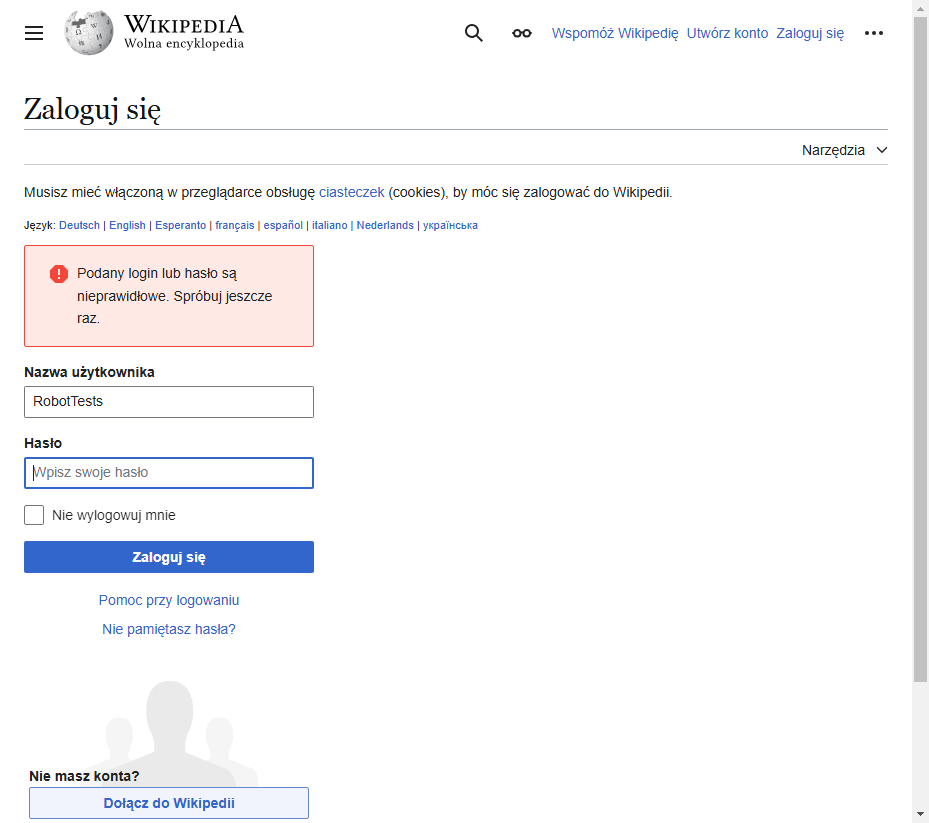 WIKIPEDIA
Wolna encyklopedia
Wspomóż Wikipedię Utwórz konto Zaloguj się
Zaloguj się
Narzędzia
Musisz mieć włączoną w przeglądarce obsługę ciasteczek (cookies), by móc się zalogować do Wikipedii.
Język: Deutsch | English | Esperanto | français | español | italiano | Nederlands | українська
Podany login lub hasło są
nieprawidłowe. Spróbuj jeszcze
raz.
Nazwa użytkownika
RobotTests
Hasło
Wpisz swoje hasło
Nie wylogowuj mnie
Zaloguj się
Pomoc przy logowaniu
Nie pamiętasz hasła?
Nie masz konta?
Dołącz do Wikipedii